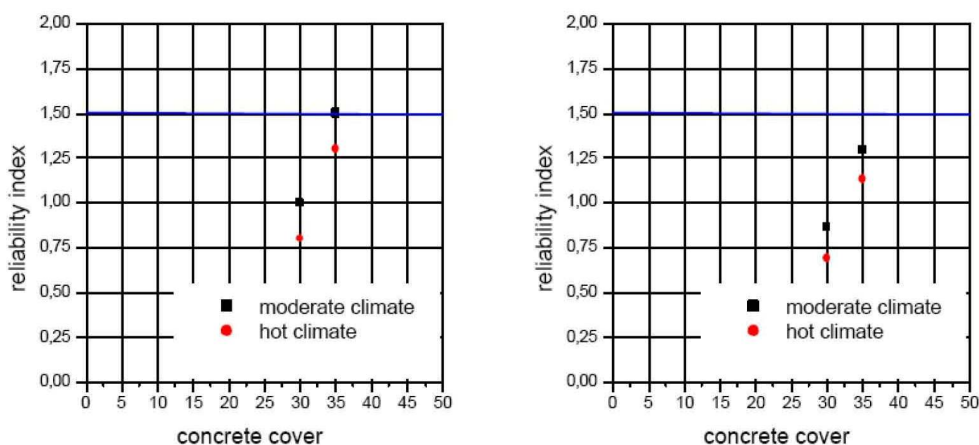 2,00
1,75
1,50
1,25
1,00
0,75
0,50
0,25
0,00
reliability index
moderate climate
hot climate
0 5 10 15 20 25 30 35 40 45 50
concrete cover
2,00
1,75
1,50
1,25
1,00
0,75
0,50
0,25
0,00
reliability index
moderate climate
hot climate
0 5 10 15 20 25 30 35 40 45 50
concrete cover